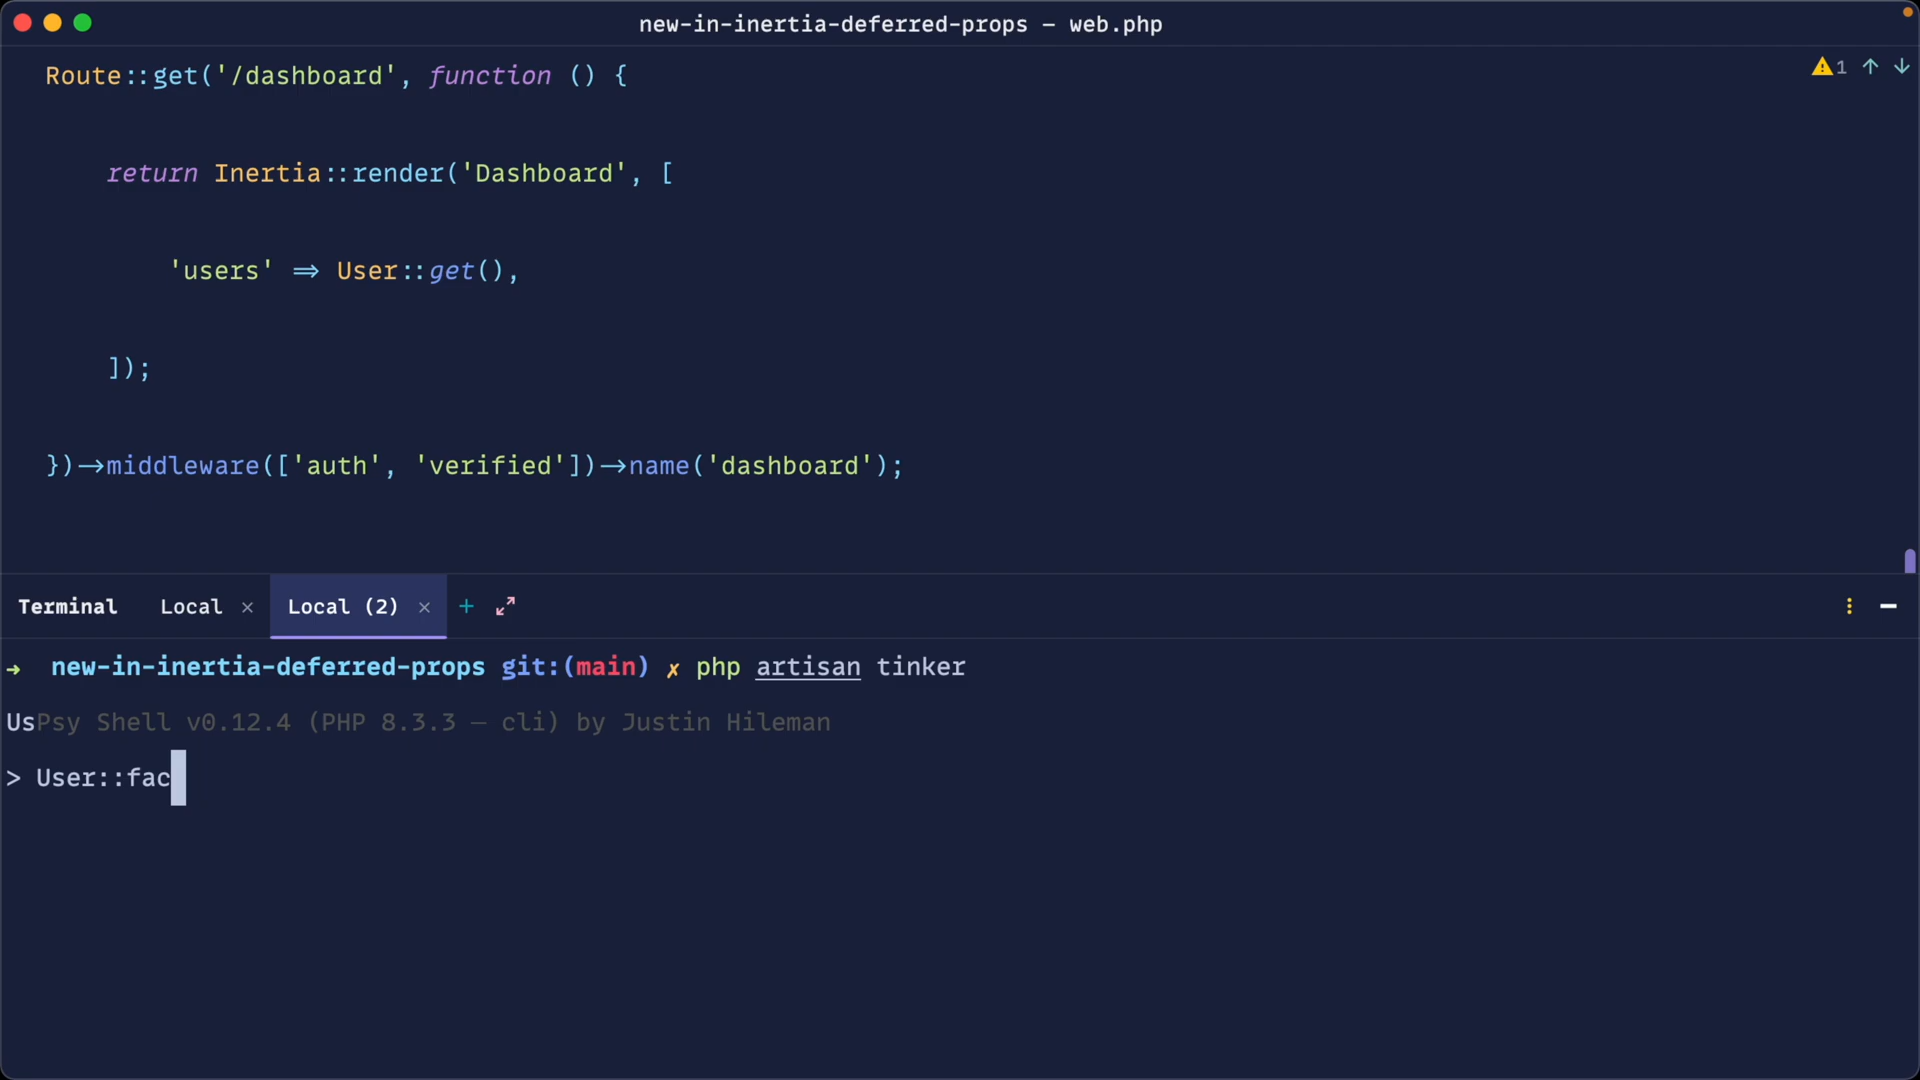 new-in-inertia-deferred-props – web.php
Route::get('/dashboard', function () {
1
return Inertia::render('Dashboard', [
'users' => User::get(),
]);
})->middleware(['auth', 'verified'])->name('dashboard');
Terminal Local × Local (2) × +
→ new-in-inertia-deferred-props git:(main) ✗ php artisan tinker
UsPsy Shell v0.12.4 (PHP 8.3.3 — cli) by Justin Hileman
> User::fac